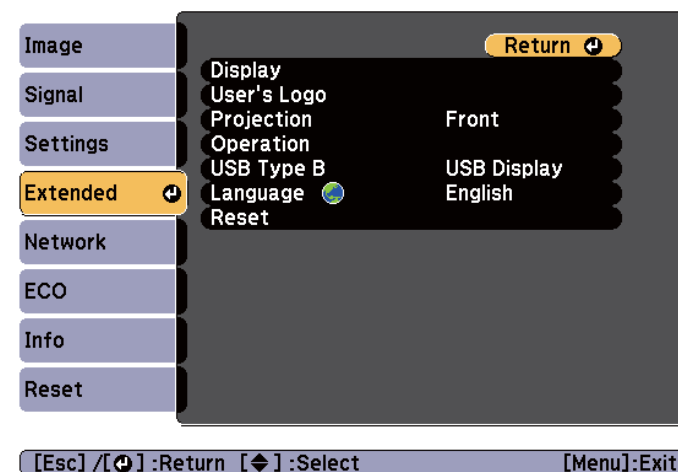 Image
Signal
Settings
Extended
Network
ECO
Info
Reset
Return
Display
User's Logo
Projection Front
Operation
USB Type B USB Display
Language English
Reset
[Esc] /[ ] :Return [ ] :Select [Menu]:Exit